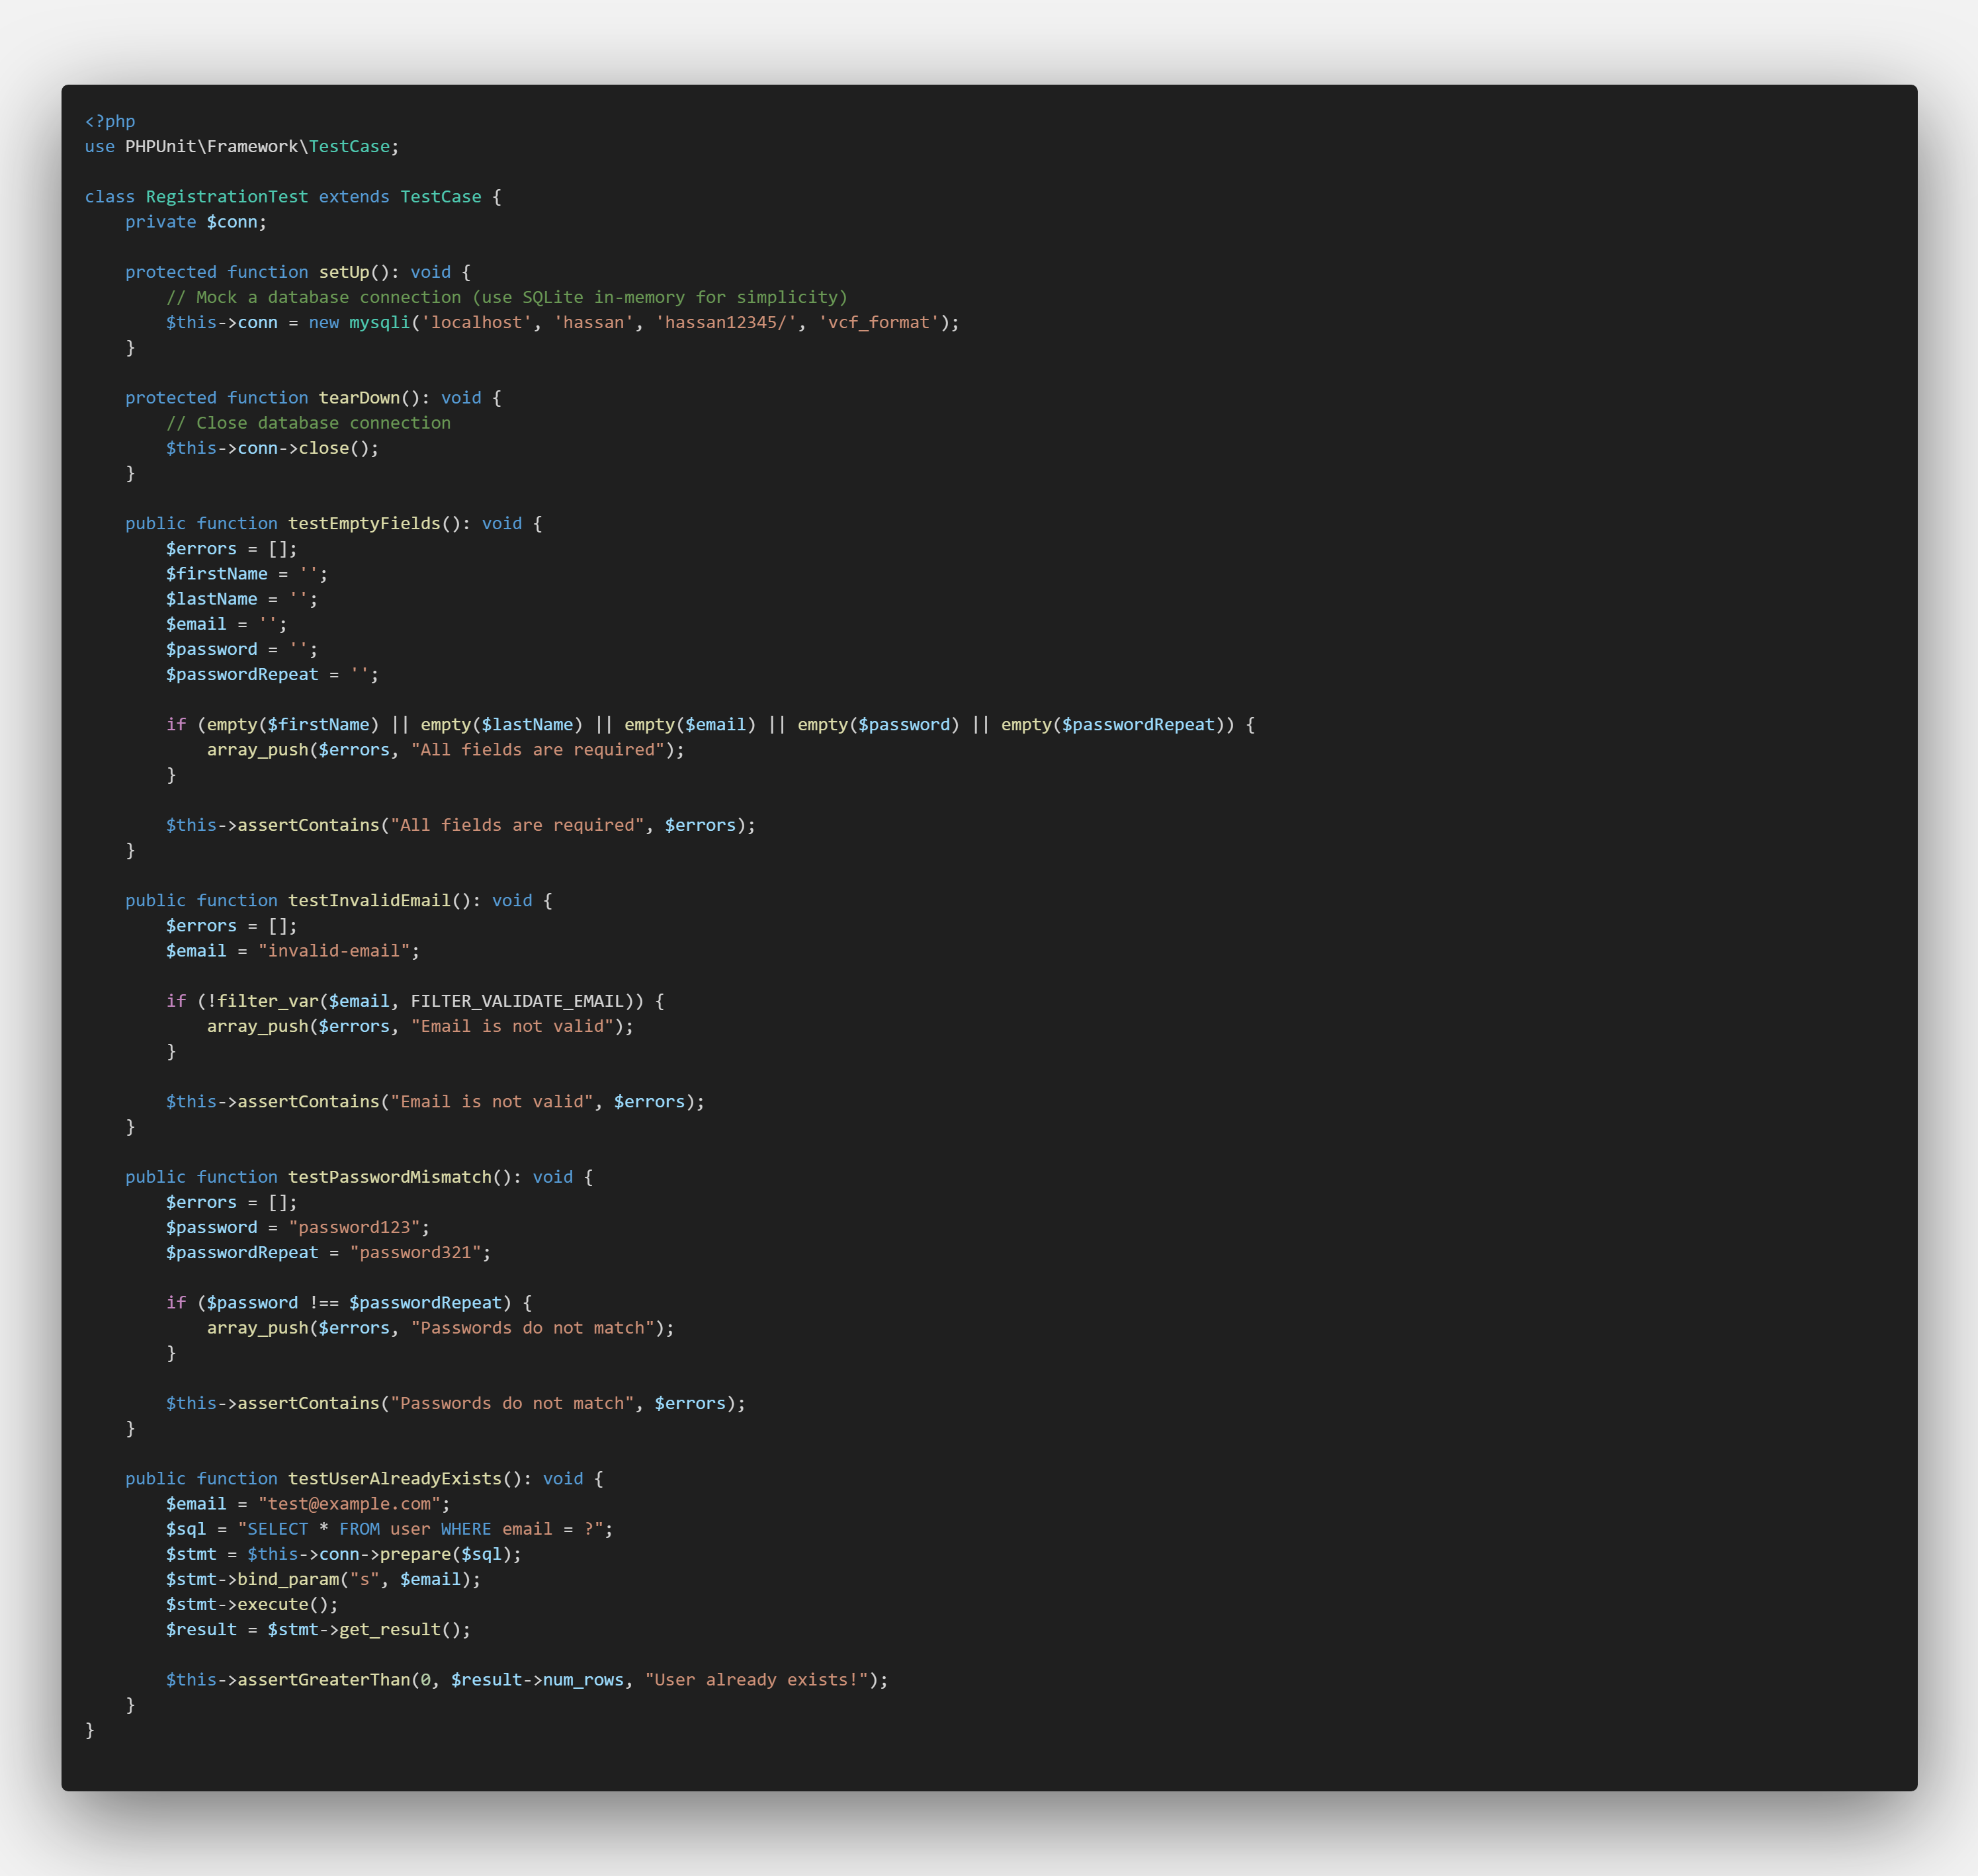 <?php
use PHPUnit\Framework\TestCase;

class RegistrationTest extends TestCase {
    private $conn;

    protected function setUp(): void {
        // Mock a database connection (use SQLite in-memory for simplicity)
        $this->conn = new mysqli('localhost', 'hassan', 'hassan12345/', 'vcf_format');
    }

    protected function tearDown(): void {
        // Close database connection
        $this->conn->close();
    }

    public function testEmptyFields(): void {
        $errors = [];
        $firstName = '';
        $lastName = '';
        $email = '';
        $password = '';
        $passwordRepeat = '';

        if (empty($firstName) || empty($lastName) || empty($email) || empty($password) || empty($passwordRepeat)) {
            array_push($errors, "All fields are required");
        }

        $this->assertContains("All fields are required", $errors);
    }

    public function testInvalidEmail(): void {
        $errors = [];
        $email = "invalid-email";

        if (!filter_var($email, FILTER_VALIDATE_EMAIL)) {
            array_push($errors, "Email is not valid");
        }

        $this->assertContains("Email is not valid", $errors);
    }

    public function testPasswordMismatch(): void {
        $errors = [];
        $password = "password123";
        $passwordRepeat = "password321";

        if ($password !== $passwordRepeat) {
            array_push($errors, "Passwords do not match");
        }

        $this->assertContains("Passwords do not match", $errors);
    }

    public function testUserAlreadyExists(): void {
        $email = "test@example.com";
        $sql = "SELECT * FROM user WHERE email = ?";
        $stmt = $this->conn->prepare($sql);
        $stmt->bind_param("s", $email);
        $stmt->execute();
        $result = $stmt->get_result();

        $this->assertGreaterThan(0, $result->num_rows, "User already exists!");
    }
}